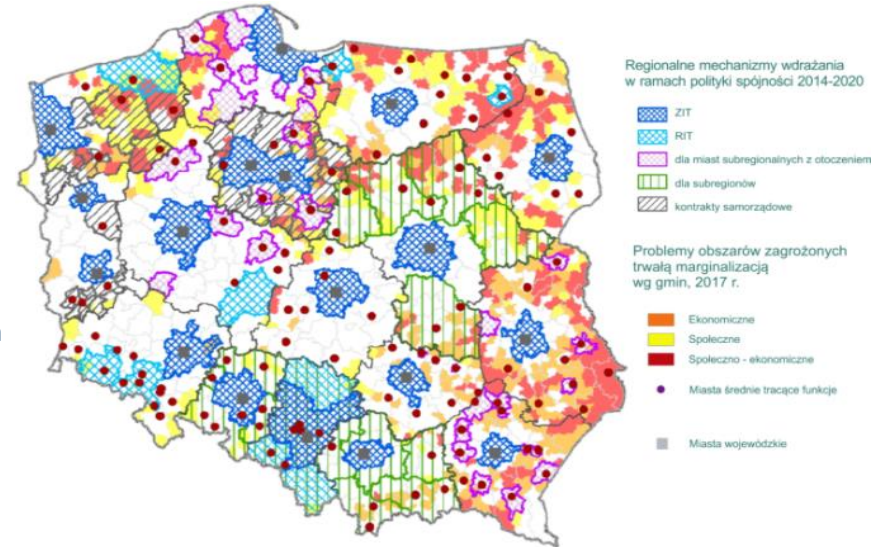 Regionalne mechanizmy wdrażania
w ramach polityki spójności 2014-2020
ZIT
RIT
dla miast subregionalnych z otoczeniem
dla subregionów
kontrakty samorządowe
Problemy obszarów zagrożonych
trwałą marginalizacją
wg gmin, 2017 r.
Ekonomiczne
Społeczne
Społeczno - ekonomiczne
Miasta średnie tracące funkcje
Miasta wojewódzkie